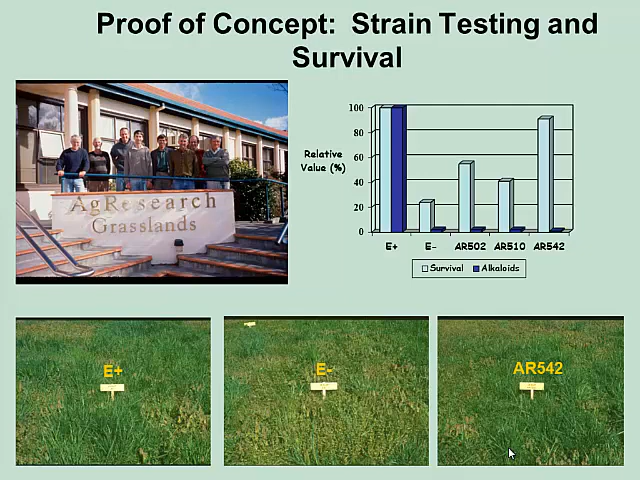 Proof of Concept: Strain Testing and
Survival
AgResearch
Grasslands
Relative
Value (%)
100
80
60
40
20
0
E+
E-
AR502
AR510
AR542
Survival
Alkaloids
E+
E-
AR542